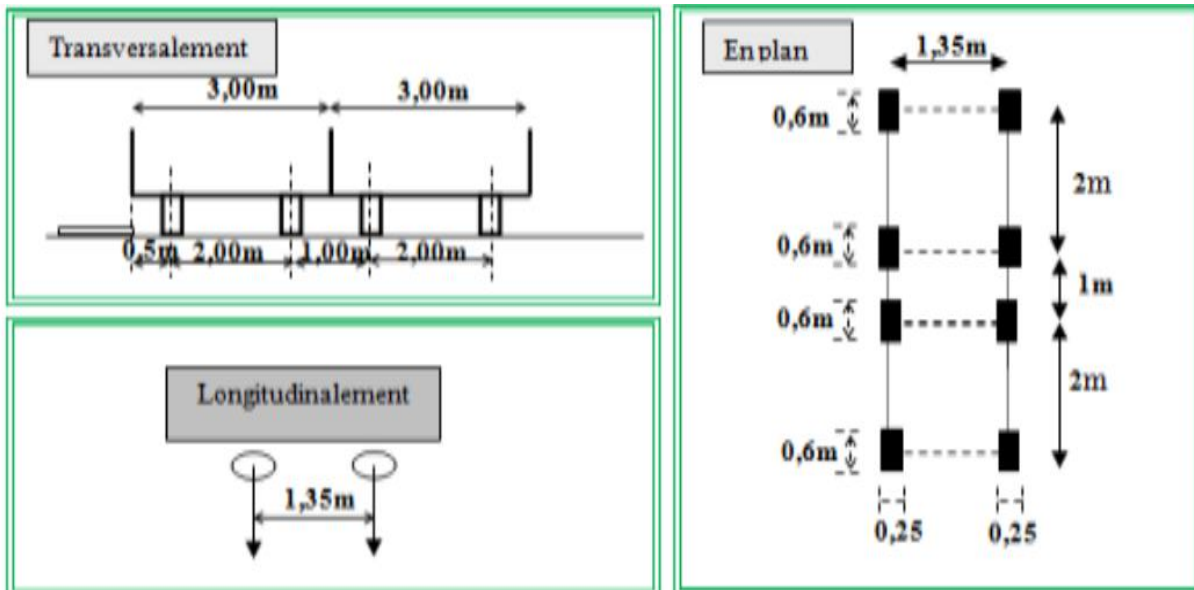 Transversalement
3,00m 3,00m
0,5m 2,00m 1,00m 2,00m
Longitudinalement
1,35m
En plan
1,35m
0,6m
2m
0,6m
1m
0,6m
2m
0,6m
0,25 0,25